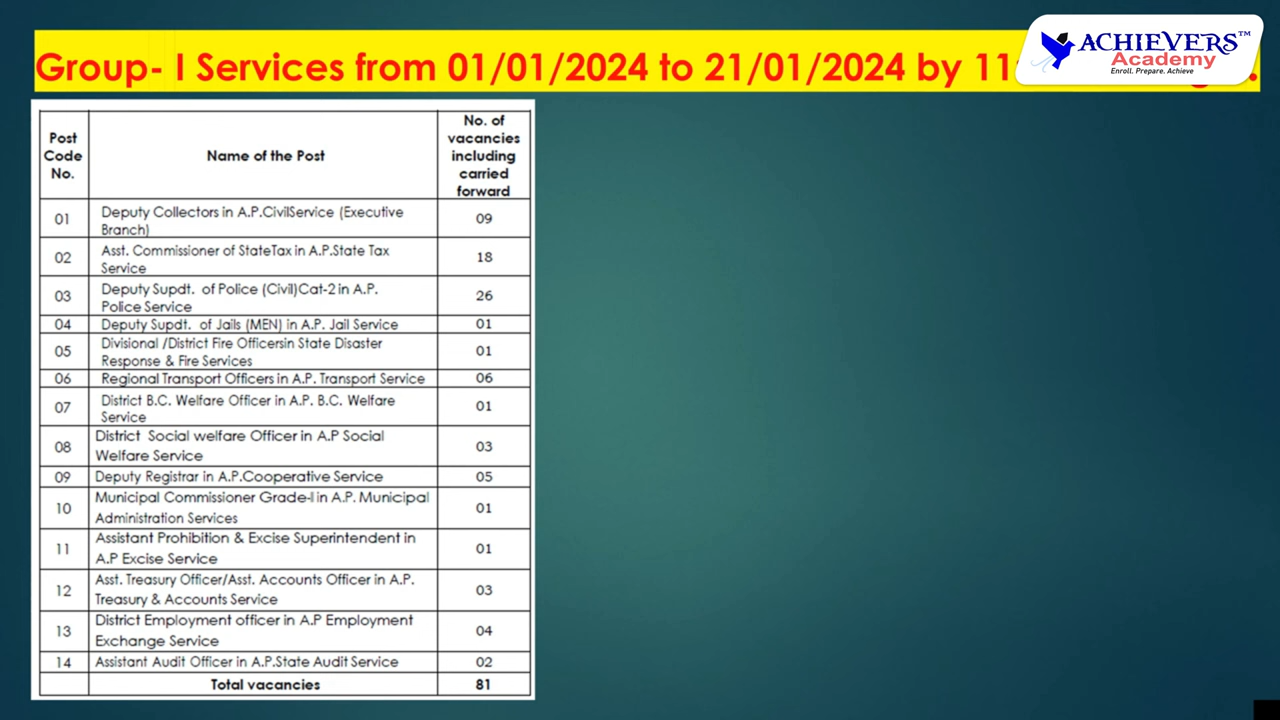 Group- I Services from 01/01/2024 to 21/01/2024 by 11
ACHIEVERS™
Academy
Enroll. Prepare. Achieve
Post Code No. Name of the Post No. of vacancies including carried forward
01 Deputy Collectors in A.P.CivilService (Executive
Branch) 09
02 Asst. Commissioner of StateTax in A.P.State Tax
Service 18
03 Deputy Supdt. of Police (Civil)Cat-2 in A.P.
Police Service 26
04 Deputy Supdt. of Jails (MEN) in A.P. Jail Service 01
05 Divisional /District Fire Officersin State Disaster
Response & Fire Services 01
06 Regional Transport Officers in A.P. Transport Service 06
07 District B.C. Welfare Officer in A.P. B.C. Welfare
Service 01
08 District Social welfare Officer in A.P Social
Welfare Service 03
09 Deputy Registrar in A.P.Cooperative Service 05
10 Municipal Commissioner Grade-I in A.P. Municipal
Administration Services 01
11 Assistant Prohibition & Excise Superintendent in
A.P Excise Service 01
12 Asst. Treasury Officer/Asst. Accounts Officer in A.P.
Treasury & Accounts Service 03
13 District Employment officer in A.P Employment
Exchange Service 04
14 Assistant Audit Officer in A.P.State Audit Service 02
Total vacancies 81